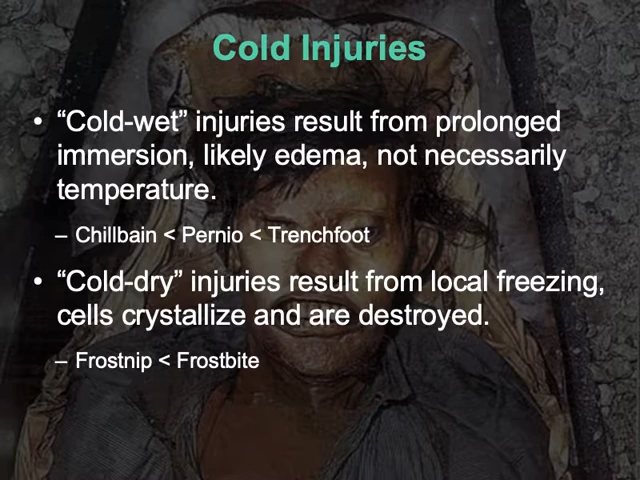 Cold Injuries
• “Cold-wet” injuries result from prolonged
immersion, likely edema, not necessarily
temperature.
– Chillbain < Pernio < Trenchfoot
• “Cold-dry” injuries result from local freezing,
cells crystallize and are destroyed.
– Frostnip < Frostbite